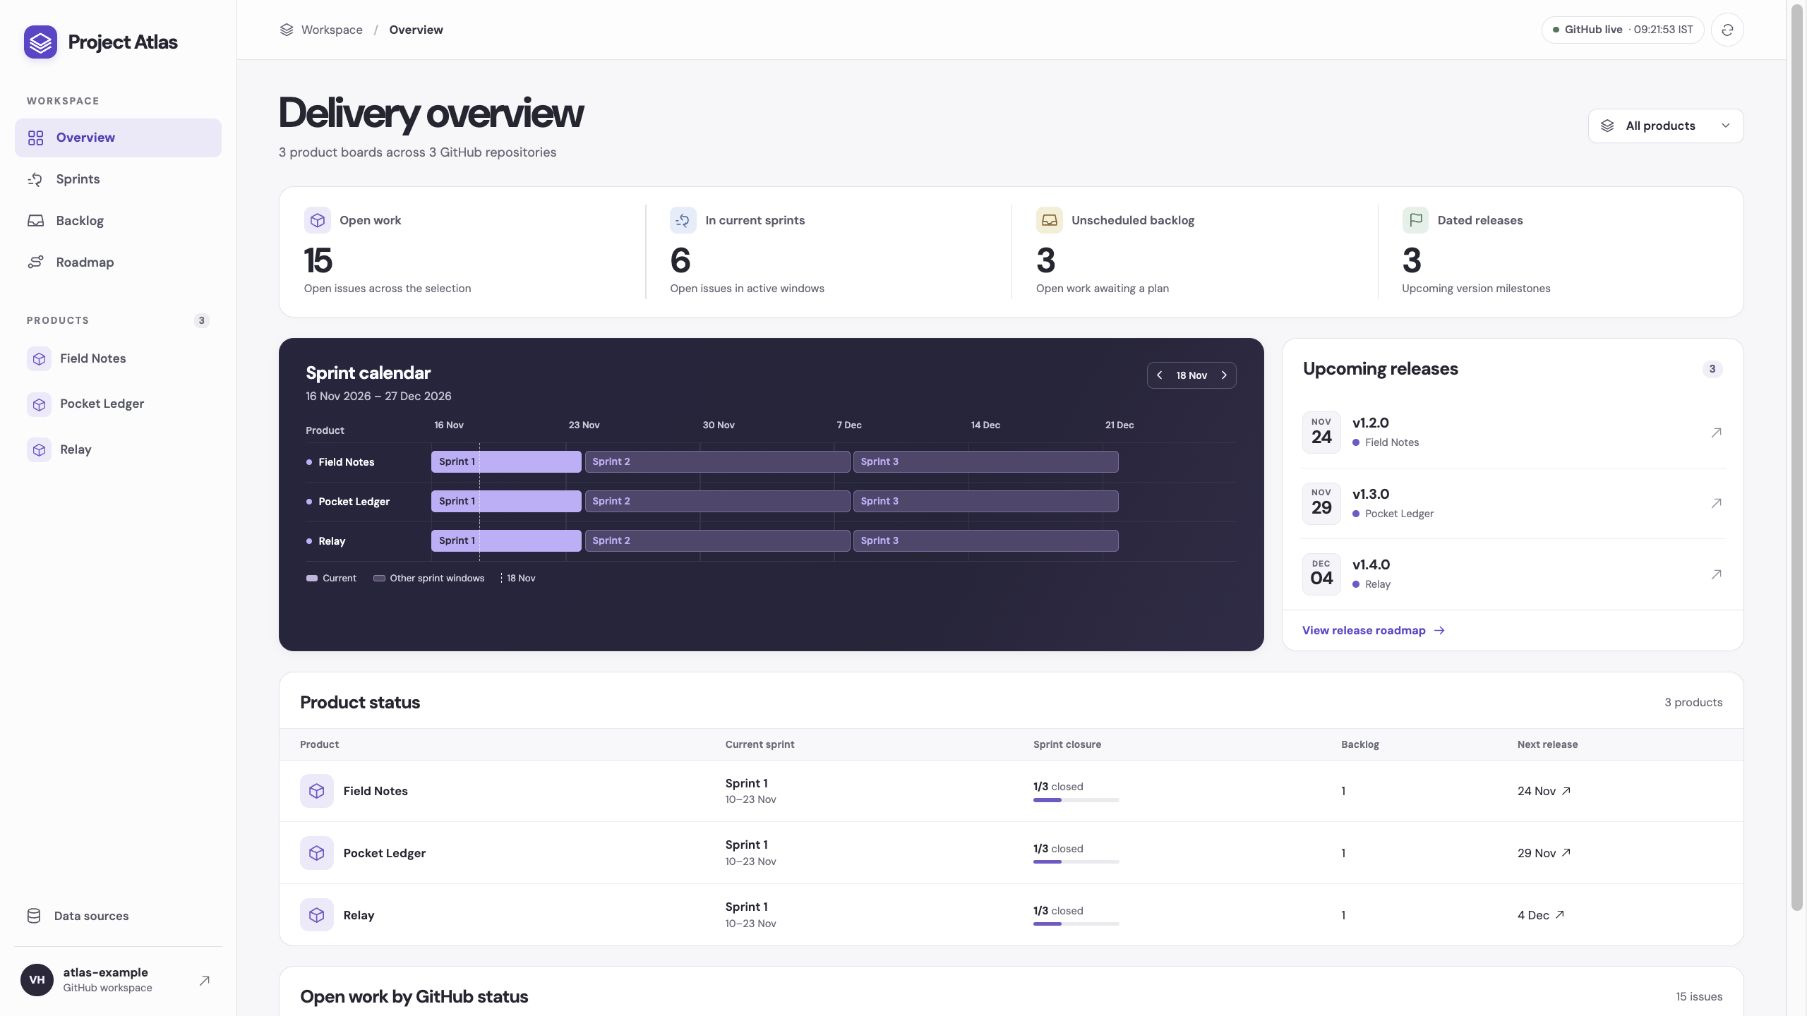 Project Atlas
WORKSPACE
Overview
Sprints
Backlog
Roadmap
PRODUCTS 3
Field Notes
Pocket Ledger
Relay
Data sources
VH
atlas-example
GitHub workspace
Workspace / Overview
GitHub live · 09:21:53 IST
Delivery overview
3 product boards across 3 GitHub repositories
All products
Open work
15
Open issues across the selection
In current sprints
6
Open issues in active windows
Unscheduled backlog
3
Open work awaiting a plan
Dated releases
3
Upcoming version milestones
Sprint calendar
16 Nov 2026 – 27 Dec 2026
18 Nov
Product 16 Nov 23 Nov 30 Nov 7 Dec 14 Dec 21 Dec
Field Notes Sprint 1 Sprint 2 Sprint 3
Pocket Ledger Sprint 1 Sprint 2 Sprint 3
Relay Sprint 1 Sprint 2 Sprint 3
Current Other sprint windows 18 Nov
Upcoming releases 3
NOV
24
v1.2.0
Field Notes
NOV
29
v1.3.0
Pocket Ledger
DEC
04
v1.4.0
Relay
View release roadmap →
Product status 3 products
Product Current sprint Sprint closure Backlog Next release
Field Notes
Sprint 1
10–23 Nov
1/3 closed
1
24 Nov ↗
Pocket Ledger
Sprint 1
10–23 Nov
1/3 closed
1
29 Nov ↗
Relay
Sprint 1
10–23 Nov
1/3 closed
1
4 Dec ↗
Open work by GitHub status 15 issues